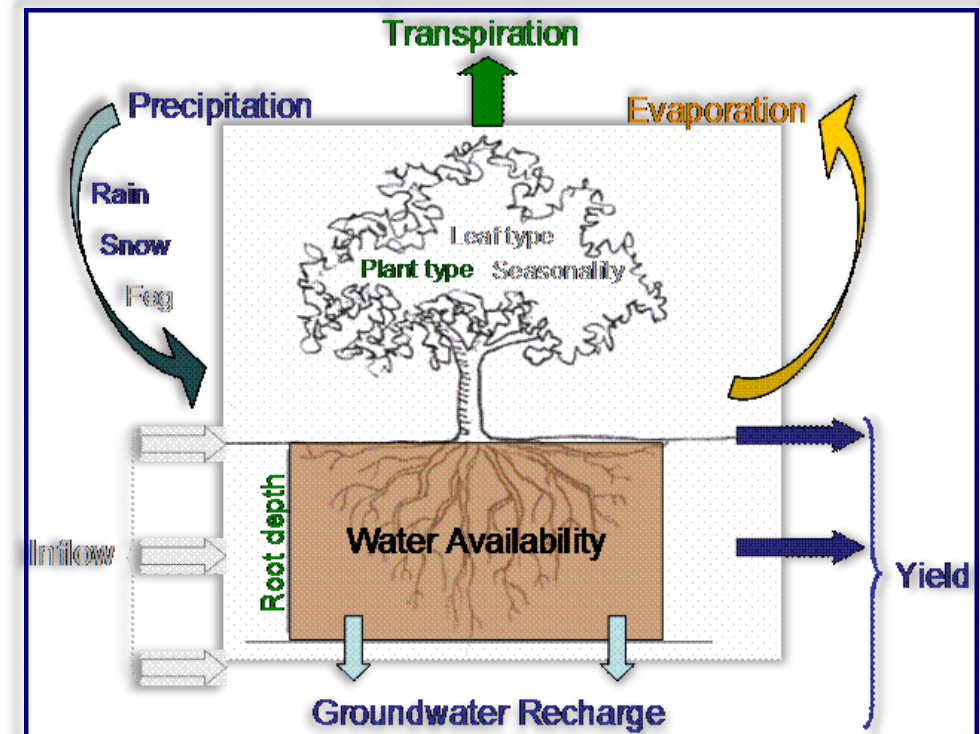 Transpiration
Precipitation
Evaporation
Rain
Snow
Fog
Leaf type
Plant type
Seasonality
Inflow
Root depth
Water Availability
Yield
Groundwater Recharge